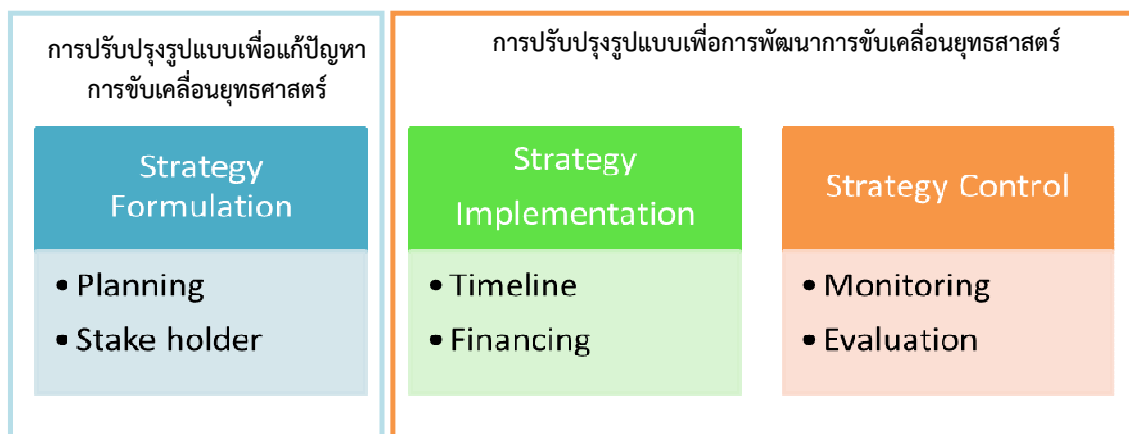 การปรับปรุงรูปแบบเพื่อแก้ปัญหา
การขับเคลื่อนยุทธศาสตร์
การปรับปรุงรูปแบบเพื่อการพัฒนาการขับเคลื่อนยุทธสาสตร์
Strategy
Formulation
• Planning
• Stake holder
Strategy
Implementation
• Timeline
• Financing
Strategy Control
• Monitoring
• Evaluation